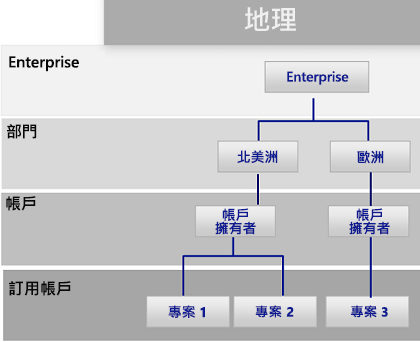 地理
Enterprise
Enterprise
部門
北美洲
歐洲
帳戶
帳戶
擁有者
帳戶
擁有者
訂用帳戶
專案 1
專案 2
專案 3